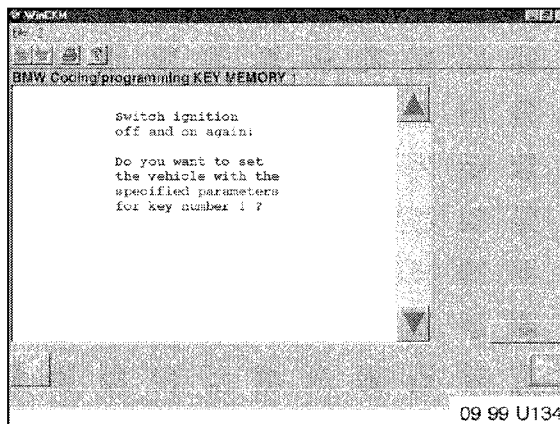 WinCKM
?
BMW Coding/programming KEY MEMORY 1
Switch ignition
off and on again!
Do you want to set
the vehicle with the
specified parameters
for key number 1 ?
09 99 U134